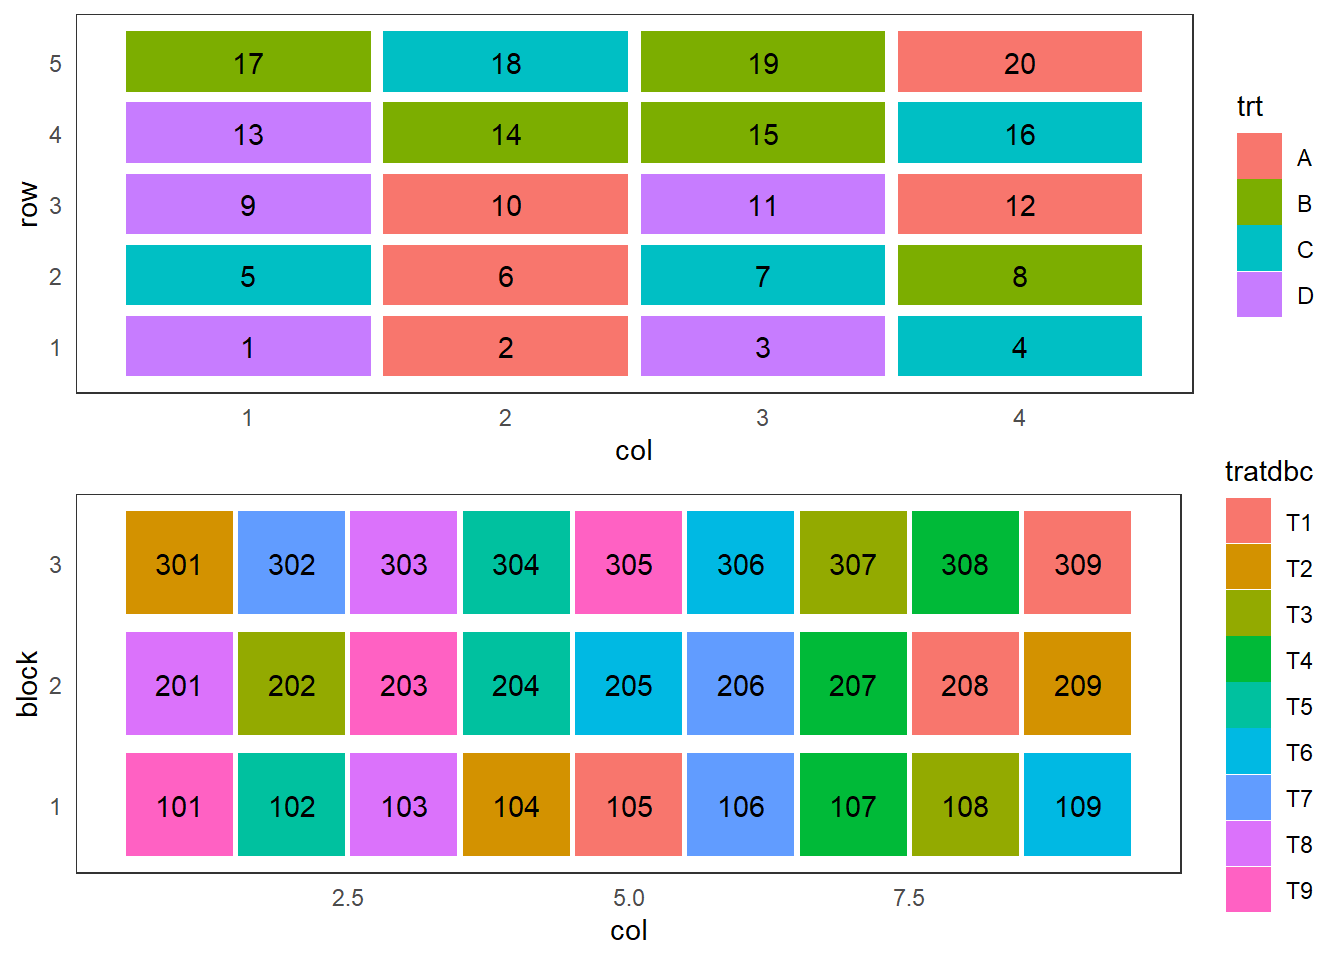 5 17 18 19 20
4 13 14 15 16
3 9 10 11 12
2 5 6 7 8
1 1 2 3 4
row
1 2 3 4
col
trt
A
B
C
D
3 301 302 303 304 305 306 307 308 309
2 201 202 203 204 205 206 207 208 209
1 101 102 103 104 105 106 107 108 109
block
2.5 5.0 7.5
col
tratdbc
T1
T2
T3
T4
T5
T6
T7
T8
T9